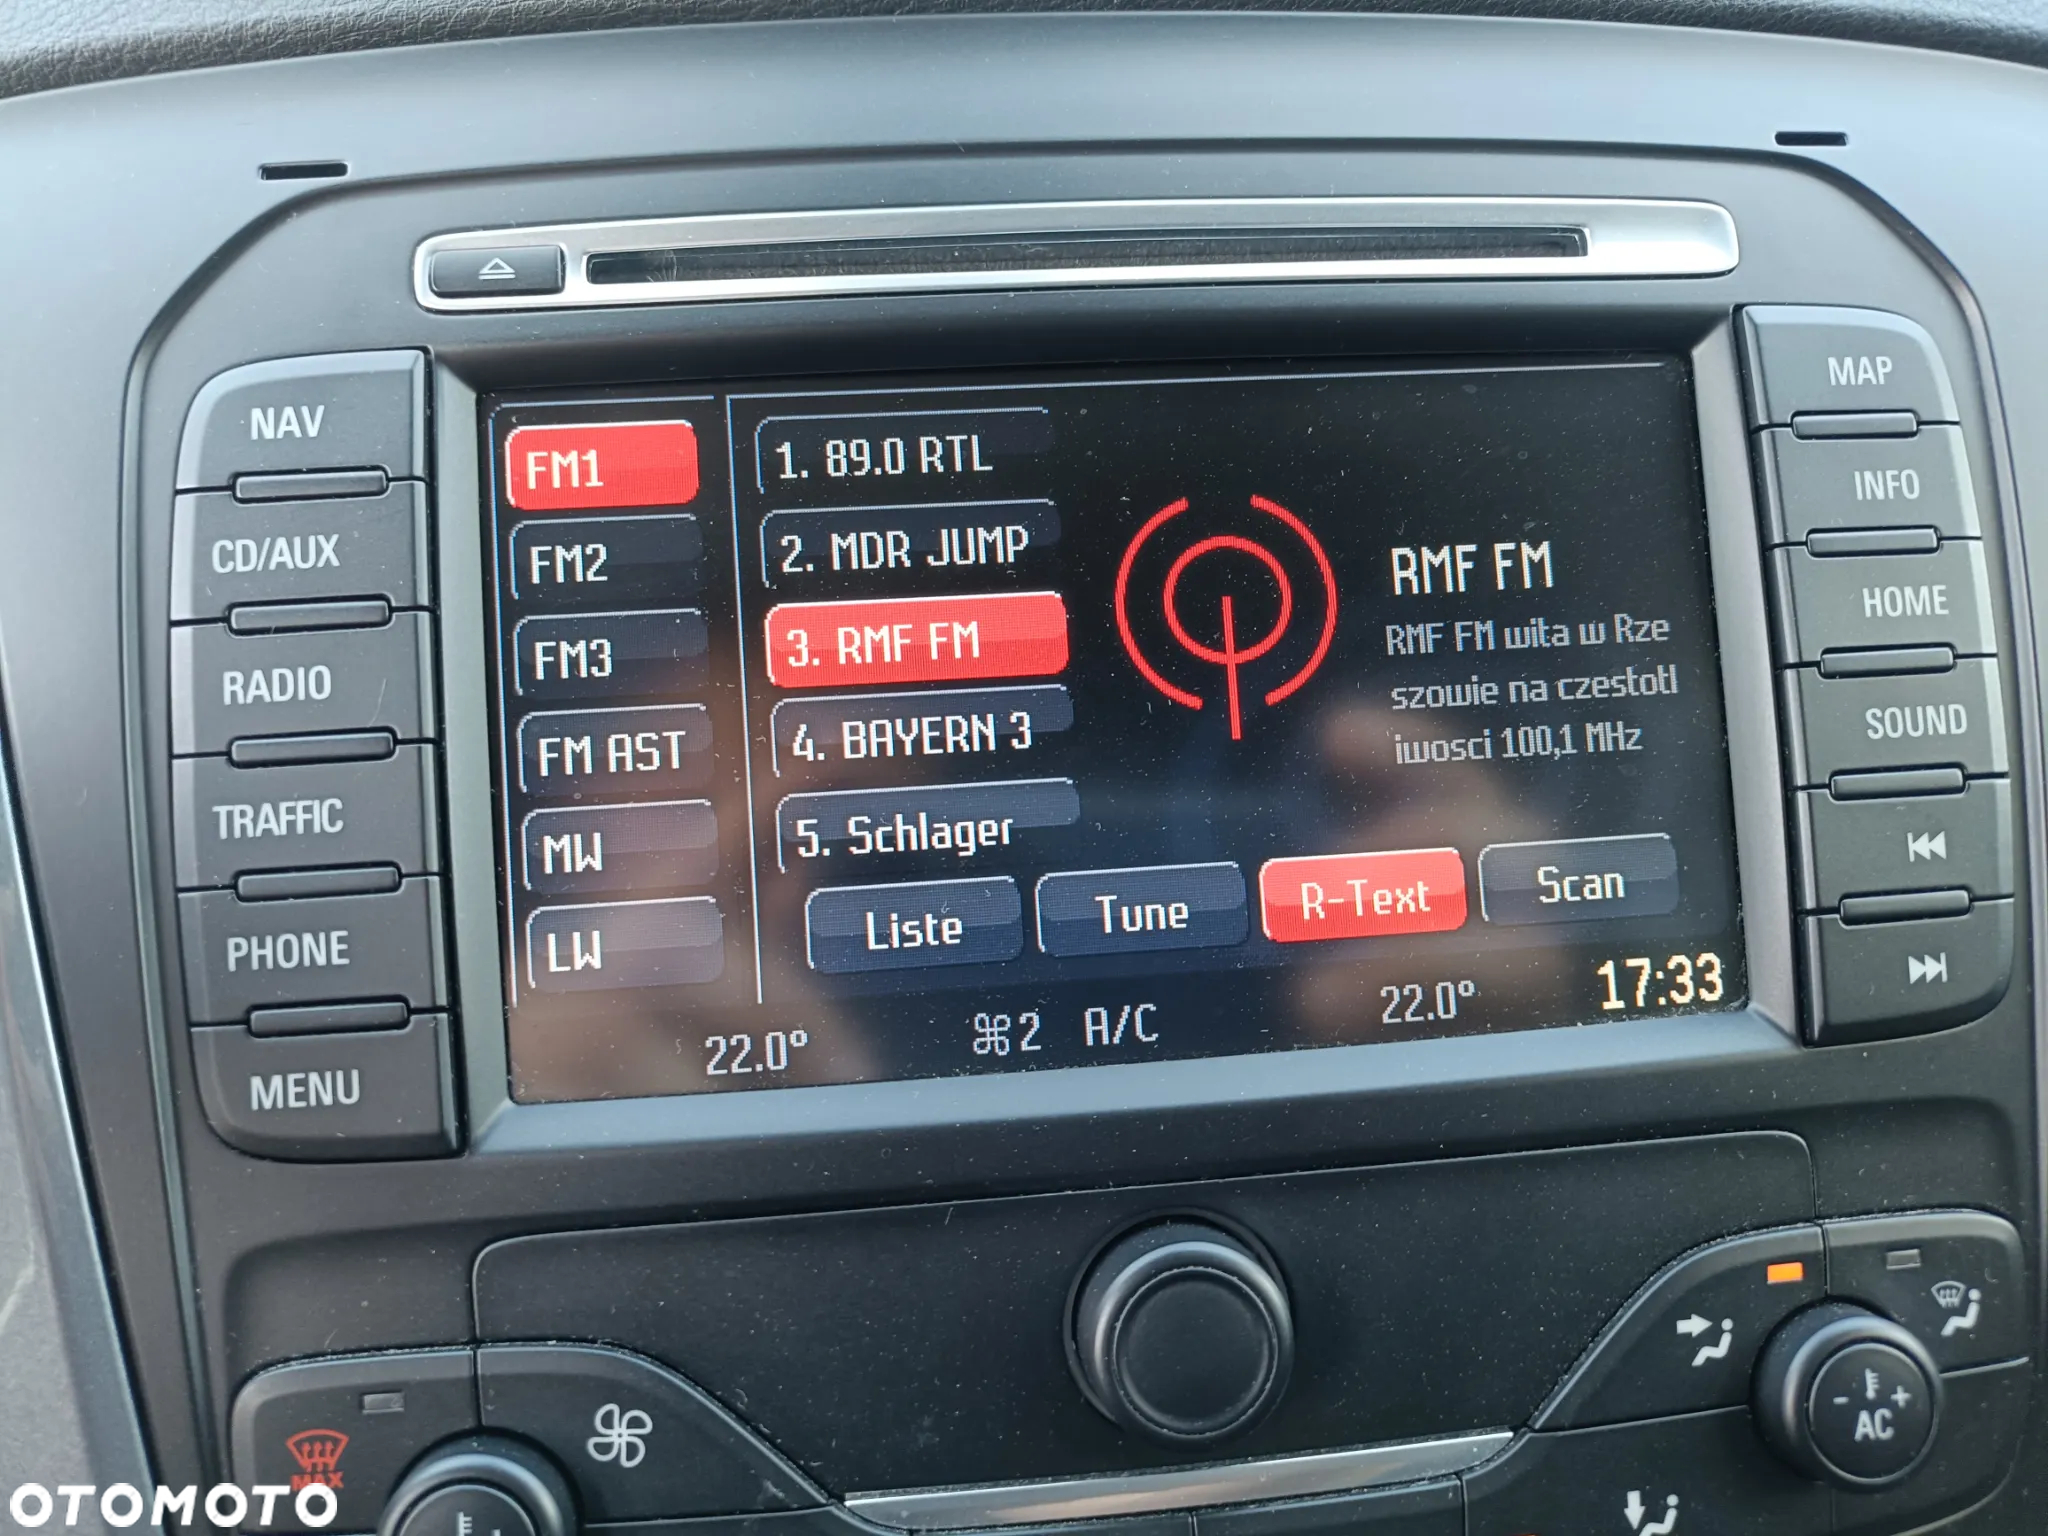 NAV
CD/AUX
RADIO
TRAFFIC
PHONE
MENU
FM1
FM2
FM3
FM AST
MW
LW
1. 89.0 RTL
2. MDR JUMP
3. RMF FM
4. BAYERN 3
5. Schlager
RMF FM
RMF FM wita w Rze
szowie na czestotl
iwosci 100,1 MHz
Liste
Tune
R-Text
Scan
22.0°
2 A/C
22.0°
17:33
MAP
INFO
HOME
SOUND
MAX
- +
AC
OTOMOTO